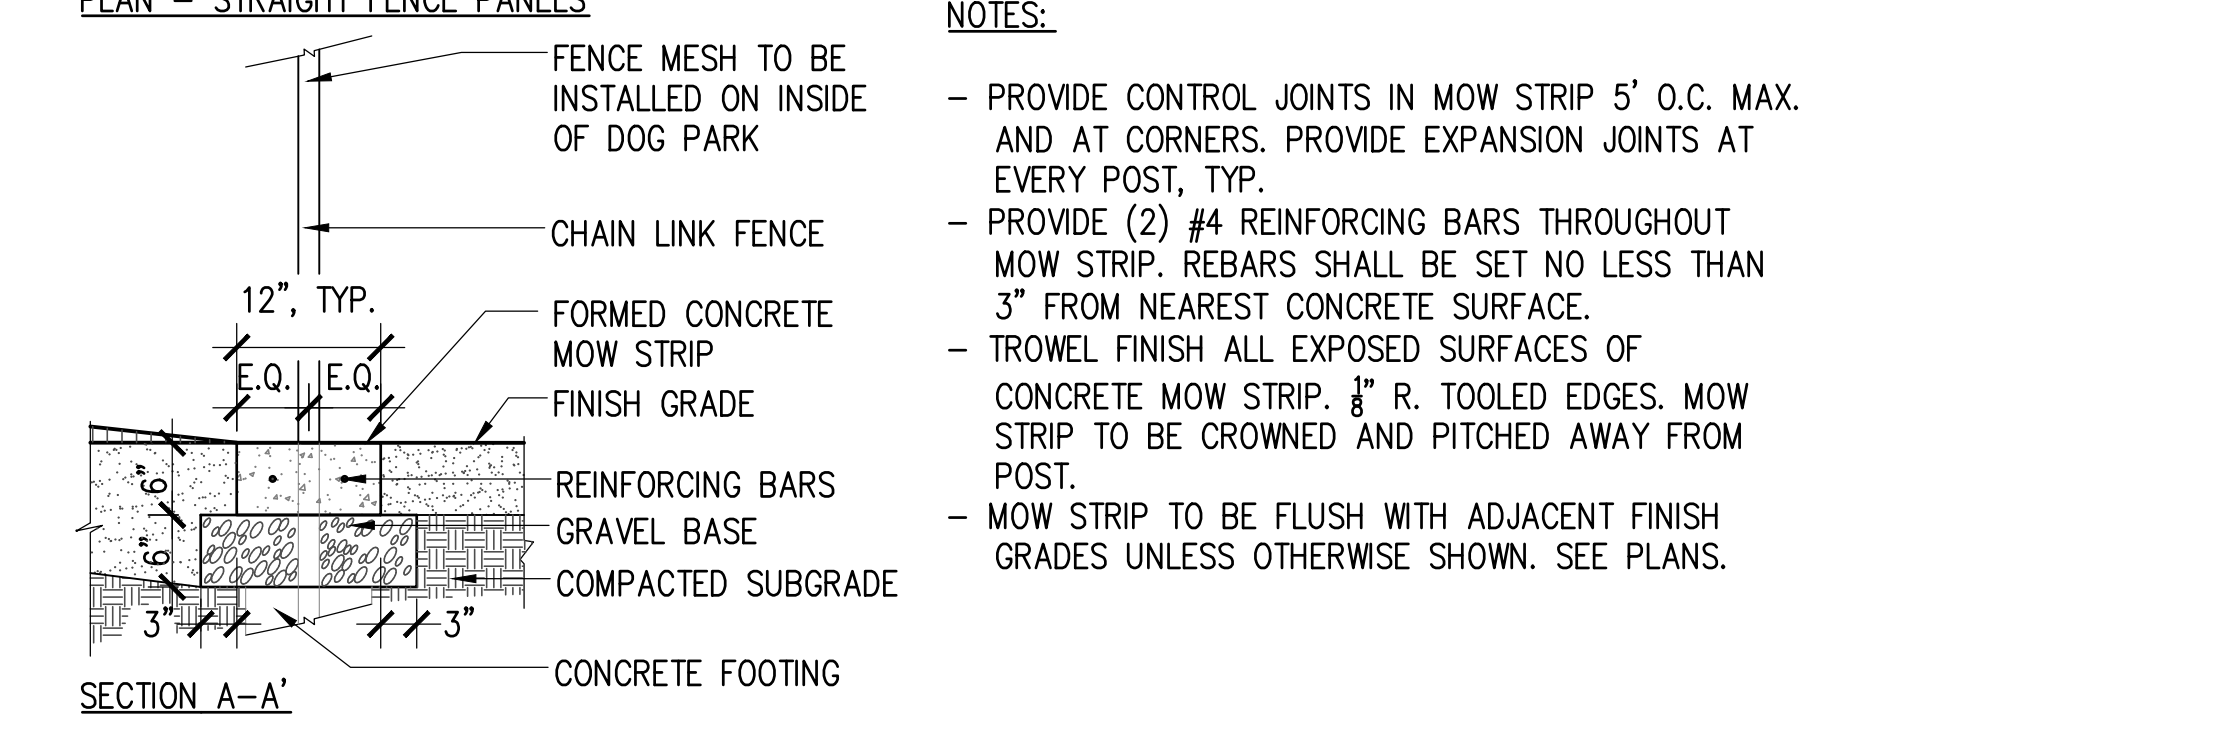 PLAN – STRAIGHT FENCE PANELS
FENCE MESH TO BE
INSTALLED ON INSIDE
OF DOG PARK
CHAIN LINK FENCE
12", TYP.
FORMED CONCRETE
MOW STRIP
E.Q. E.Q.
FINISH GRADE
6"
REINFORCING BARS
GRAVEL BASE
6"
COMPACTED SUBGRADE
3" 3"
CONCRETE FOOTING
SECTION A–A'
NOTES:
– PROVIDE CONTROL JOINTS IN MOW STRIP 5' O.C. MAX.
AND AT CORNERS. PROVIDE EXPANSION JOINTS AT
EVERY POST, TYP.
– PROVIDE (2) #4 REINFORCING BARS THROUGHOUT
MOW STRIP. REBARS SHALL BE SET NO LESS THAN
3" FROM NEAREST CONCRETE SURFACE.
– TROWEL FINISH ALL EXPOSED SURFACES OF
CONCRETE MOW STRIP. 1/8" R. TOOLED EDGES. MOW
STRIP TO BE CROWNED AND PITCHED AWAY FROM
POST.
– MOW STRIP TO BE FLUSH WITH ADJACENT FINISH
GRADES UNLESS OTHERWISE SHOWN. SEE PLANS.